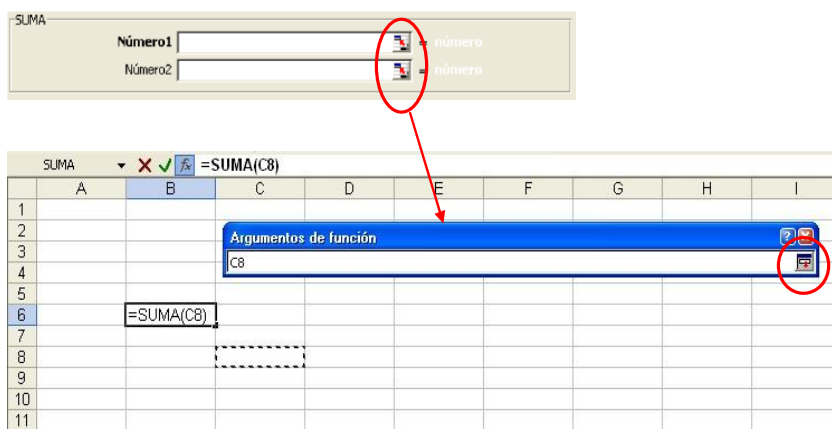 SUMA
Número1 = número
Número2 = número
SUMA fx =SUMA(C8)
A B C D E F G H I
1
2
Argumentos de función ?
3
C8
4
5
6 =SUMA(C8)
7
8
9
10
11